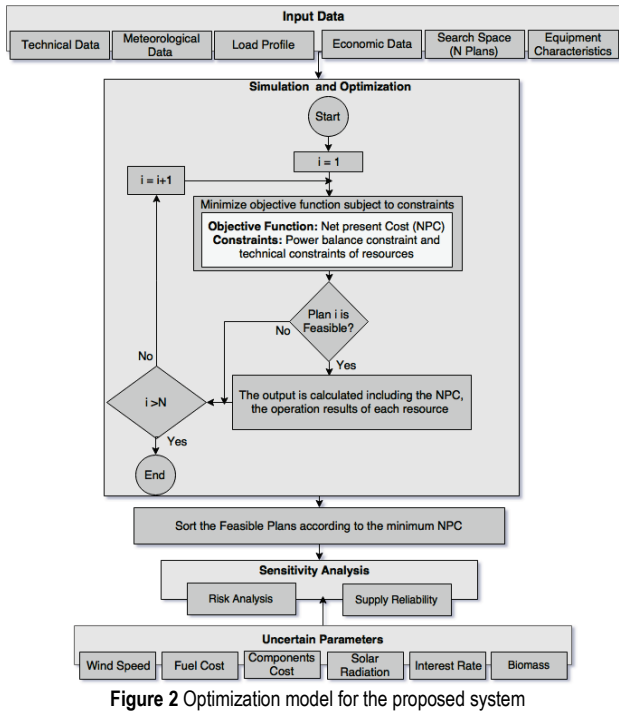 Input Data
Technical Data
Meteorological
Data
Load Profile
Economic Data
Search Space
(N Plans)
Equipment
Characteristics
Simulation and Optimization
Start
i = 1
i = i+1
Minimize objective function subject to constraints
Objective Function: Net present Cost (NPC)
Constraints: Power balance constraint and
technical constraints of resources
Plan i is
Feasible?
No
Yes
The output is calculated including the NPC,
the operation results of each resource
No
i >N
Yes
End
Sort the Feasible Plans according to the minimum NPC
Sensitivity Analysis
Risk Analysis
Supply Reliability
Uncertain Parameters
Wind Speed
Fuel Cost
Components
Cost
Solar
Radiation
Interest Rate
Biomass
Figure 2 Optimization model for the proposed system